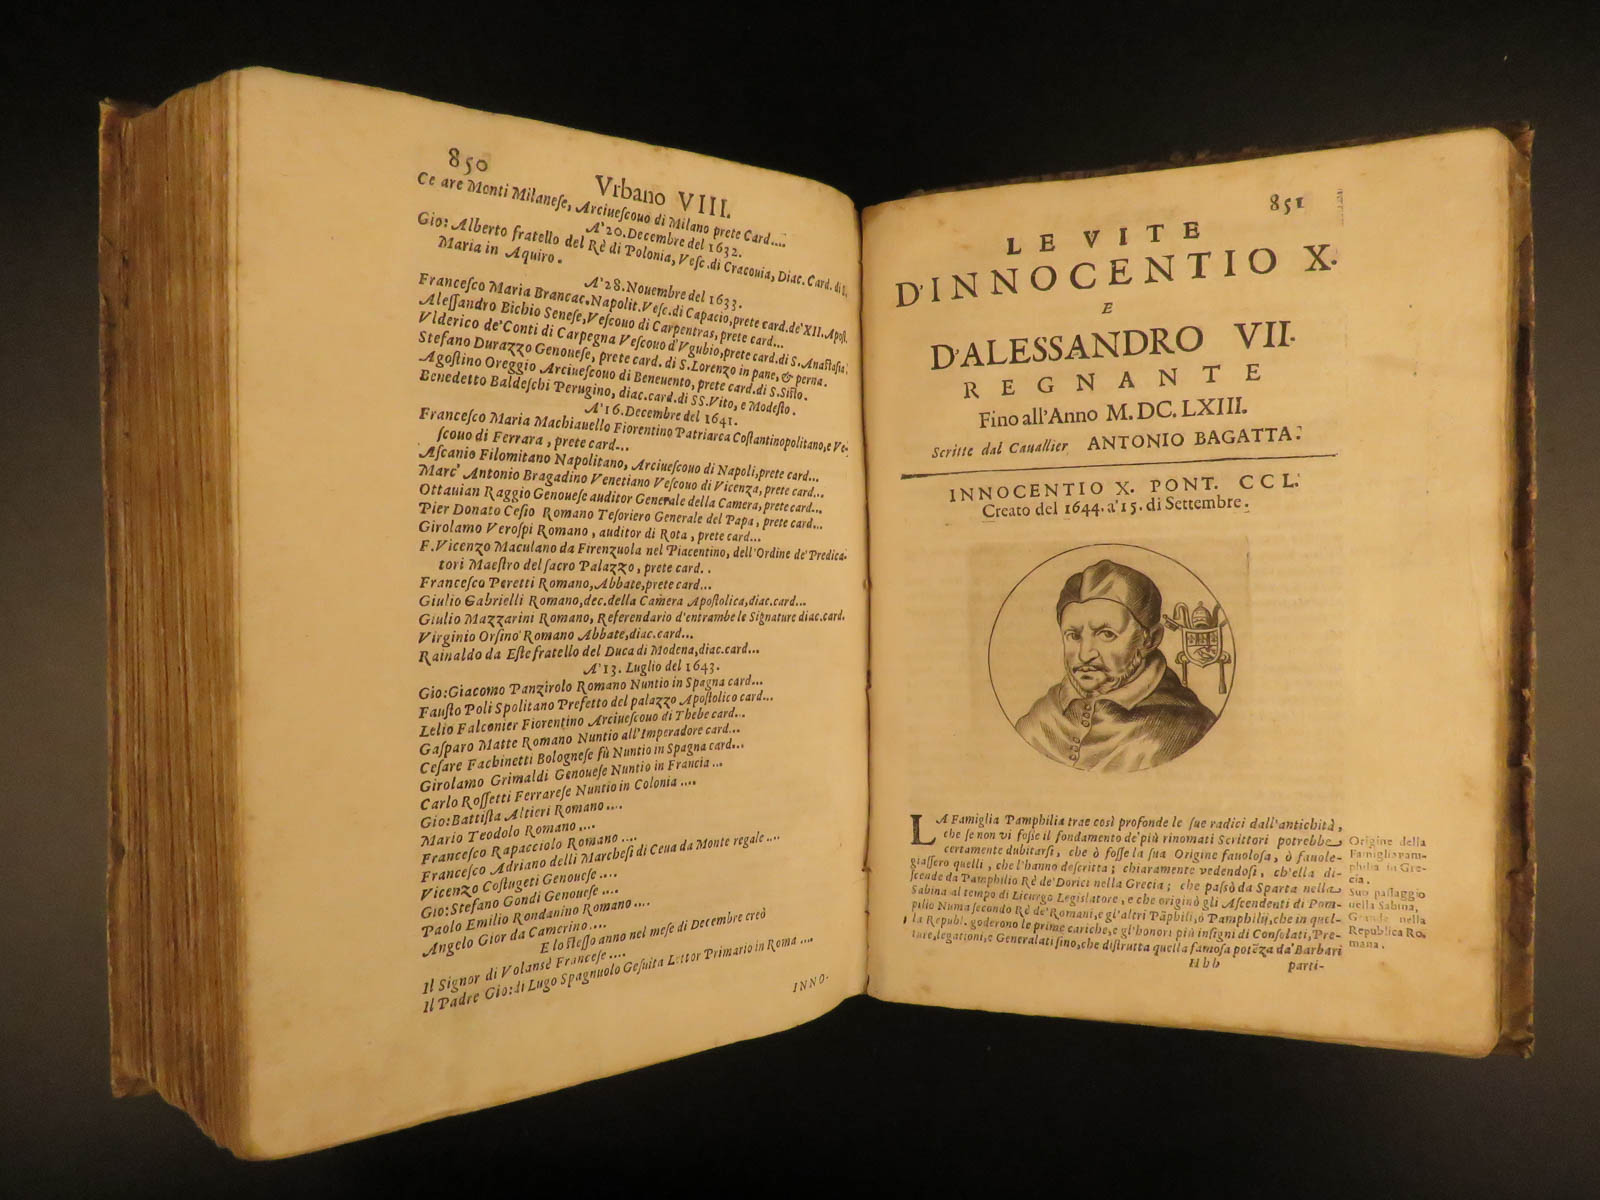 850
Vrbano VIII.
Ce are Monti Milaneſe, Arciueſcouo di Milano prete Card....
A' 20. Decembre del 1632.
Gio: Alberto fratello del Rè di Polonia, Veſc. di Cracouia, Diac. Card. di S.
Maria in Aquiro.
A' 28. Nouembre del 1633.
Franceſco Maria Brancac. Napolit. Veſc. di Capacio, prete card. de' XII. Apoſt.
Aleſſandro Bichio Seneſe, Veſcouo di Carpentras, prete card...
Vlderico de' Conti di Carpegna Veſcouo d'Vgubio, prete card. di S. Anaſtaſia.
Stefano Durazzo Genoueſe, prete card. di S. Lorenzo in pane, & perna.
Agoſtino Oreggio Arciueſcouo di Beneuento, prete card. di S. Siſto.
Benedetto Baldeſchi Perugino, diac. card. di SS. Vito, e Modeſto.
A' 16. Decembre del 1641.
Franceſco Maria Machiauello Fiorentino Patriarca Coſtantinopolitano, e Ve-
ſcouo di Ferrara, prete card...
Aſcanio Filomitano Napolitano, Arciueſcouo di Napoli, prete card...
Marc' Antonio Bragadino Venetiano Veſcouo di Vicenza, prete card...
Ottauian Raggio Genoueſe auditor Generale della Camera, prete card...
Pier Donato Ceſio Romano Teſoriero Generale del Papa, prete card...
Girolamo Veroſpi Romano, auditor di Rota, prete card...
F. Vicenzo Maculano da Firenzuola nel Piacentino, dell'Ordine de' Predica-
tori Maeſtro del ſacro Palazzo, prete card..
Franceſco Peretti Romano, Abbate, prete card...
Giulio Gabrielli Romano, dec. della Camera Apoſtolica, diac. card...
Giulio Mazzarini Romano, Referendario d'entrambe le Signature diac. card.
Virginio Orſino Romano Abbate, diac. card...
Rainaldo da Eſte fratello del Duca di Modena, diac. card...
A' 13. Luglio del 1643.
Gio: Giacomo Panzirolo Romano Nuntio in Spagna card...
Fauſto Poli Spolitano Prefetto del palazzo Apoſtolico card...
Lelio Falconier Fiorentino Arciueſcouo di Thebe card...
Gaſparo Matte Romano Nuntio all'Imperadore card...
Ceſare Fachinetti Bologneſe fù Nuntio in Spagna card...
Girolamo Grimaldi Genoueſe Nuntio in Francia ...
Carlo Roſſetti Ferrareſe Nuntio in Colonia ....
Gio: Battiſta Altieri Romano ....
Mario Teodolo Romano ....
Franceſco Rapacciolo Romano ....
Franceſco Adriano delli Marcheſi di Ceua da Monte regale ....
Vicenzo Coſtugeti Genoueſe ....
Gio: Stefano Gondi Genoueſe ....
Paolo Emilio Rondanino Romano ....
Angelo Gior da Camerino ....
E lo ſteſſo anno nel meſe di Decembre creò
Il Signor di Volansè Franceſe ....
Il Padre Gio: di Lugo Spagnuolo Geſuita Lettor Primario in Roma ....
INNO-
851
LE VITE
D'INNOCENTIO X.
E
D'ALESSANDRO VII.
REGNANTE
Fino all'Anno M. DC. LXIII.
Scritte dal Cauallier ANTONIO BAGATTA.
INNOCENTIO X. PONT. CCL.
Creato del 1644. a' 15. di Settembre.
LA Famiglia Pamphilia trae così profonde le ſue radici dall'antichità,
che ſe non vi foſſe il fondamento de' più rinomati Scrittori potrebbe
certamente dubitarſi, che ò foſſe la ſua Origine fauoloſa, ò fauole-
giaſſero quelli, che l'hanno deſcritta; chiaramente vedendoſi, ch'ella di-
ſcende da Pamphilio Rè de' Dorici nella Grecia; che paſsò da Sparta nella
Sabina al tempo di Licurgo Legislatore, e che originò gli Aſcendenti di Pom-
pilio Numa ſecondo Rè de' Romani, e gl'altri Pãphili, ò Pamphilij, che in quel-
la Republ. goderono le prime cariche, e gl'honori più inſigni di Conſolati, Pre-
ture, legationi, e Generalati ſino, che diſtrutta quella famoſa potẽza da' Barbari
Hhh parti-
Origine della
Famiglia Pam-
philia in Gre-
cia.
Suo paſſaggio
nella Sabina,
Grande nella
Republica Ro-
mana.